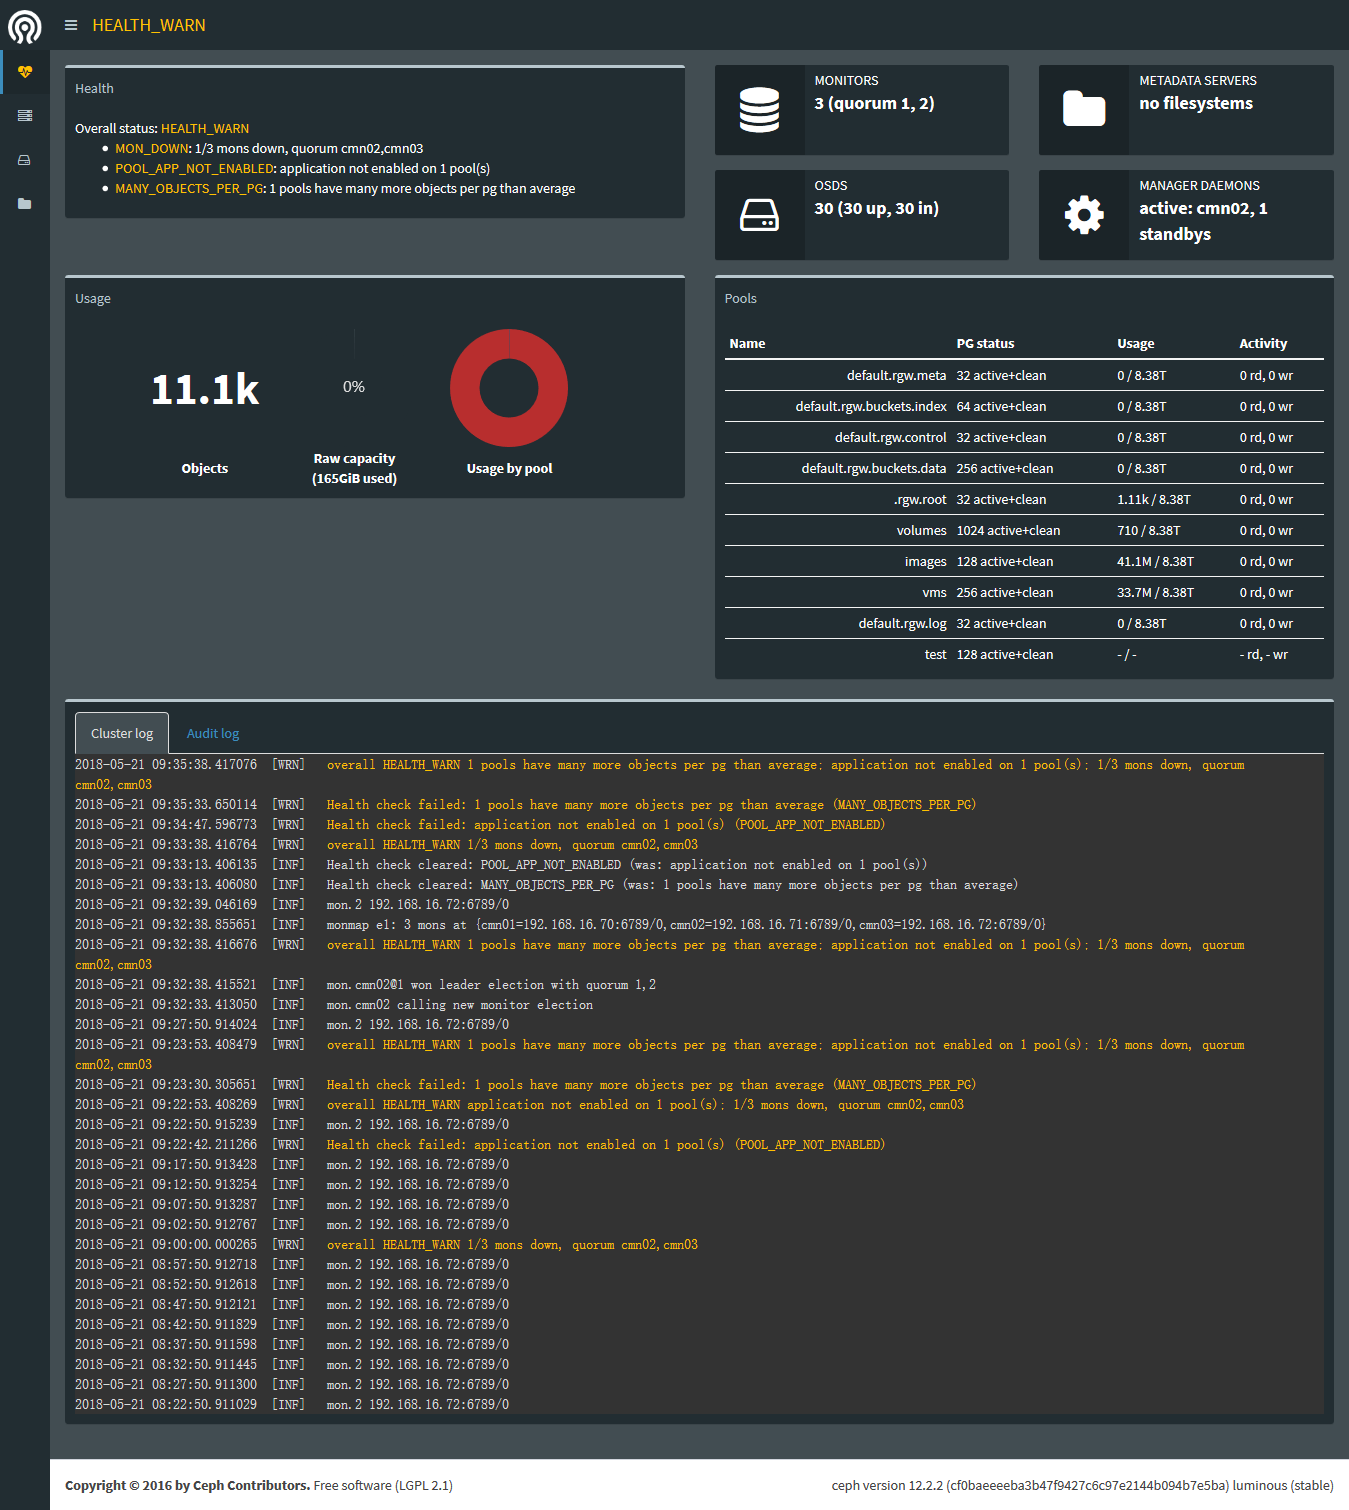 HEALTH_WARN
Health
Overall status: HEALTH_WARN
MON_DOWN: 1/3 mons down, quorum cmn02,cmn03
POOL_APP_NOT_ENABLED: application not enabled on 1 pool(s)
MANY_OBJECTS_PER_PG: 1 pools have many more objects per pg than average
MONITORS
3 (quorum 1, 2)
METADATA SERVERS
no filesystems
OSDS
30 (30 up, 30 in)
MANAGER DAEMONS
active: cmn02, 1
standbys
Usage
11.1k
Objects
0%
Raw capacity
(165GiB used)
Usage by pool
Pools
Name PG status Usage Activity
default.rgw.meta 32 active+clean 0 / 8.38T 0 rd, 0 wr
default.rgw.buckets.index 64 active+clean 0 / 8.38T 0 rd, 0 wr
default.rgw.control 32 active+clean 0 / 8.38T 0 rd, 0 wr
default.rgw.buckets.data 256 active+clean 0 / 8.38T 0 rd, 0 wr
.rgw.root 32 active+clean 1.11k / 8.38T 0 rd, 0 wr
volumes 1024 active+clean 710 / 8.38T 0 rd, 0 wr
images 128 active+clean 41.1M / 8.38T 0 rd, 0 wr
vms 256 active+clean 33.7M / 8.38T 0 rd, 0 wr
default.rgw.log 32 active+clean 0 / 8.38T 0 rd, 0 wr
test 128 active+clean - / - - rd, - wr
Cluster log Audit log
2018-05-21 09:35:38.417076 [WRN] overall HEALTH_WARN 1 pools have many more objects per pg than average; application not enabled on 1 pool(s); 1/3 mons down, quorum
cmn02,cmn03
2018-05-21 09:35:33.650114 [WRN] Health check failed: 1 pools have many more objects per pg than average (MANY_OBJECTS_PER_PG)
2018-05-21 09:34:47.596773 [WRN] Health check failed: application not enabled on 1 pool(s) (POOL_APP_NOT_ENABLED)
2018-05-21 09:33:38.416764 [WRN] overall HEALTH_WARN 1/3 mons down, quorum cmn02,cmn03
2018-05-21 09:33:13.406135 [INF] Health check cleared: POOL_APP_NOT_ENABLED (was: application not enabled on 1 pool(s))
2018-05-21 09:33:13.406080 [INF] Health check cleared: MANY_OBJECTS_PER_PG (was: 1 pools have many more objects per pg than average)
2018-05-21 09:32:39.046169 [INF] mon.2 192.168.16.72:6789/0
2018-05-21 09:32:38.855651 [INF] monmap e1: 3 mons at {cmn01=192.168.16.70:6789/0,cmn02=192.168.16.71:6789/0,cmn03=192.168.16.72:6789/0}
2018-05-21 09:32:38.416676 [WRN] overall HEALTH_WARN 1 pools have many more objects per pg than average; application not enabled on 1 pool(s); 1/3 mons down, quorum
cmn02,cmn03
2018-05-21 09:32:38.415521 [INF] mon.cmn02@1 won leader election with quorum 1,2
2018-05-21 09:32:33.413050 [INF] mon.cmn02 calling new monitor election
2018-05-21 09:27:50.914024 [INF] mon.2 192.168.16.72:6789/0
2018-05-21 09:23:53.408479 [WRN] overall HEALTH_WARN 1 pools have many more objects per pg than average; application not enabled on 1 pool(s); 1/3 mons down, quorum
cmn02,cmn03
2018-05-21 09:23:30.305651 [WRN] Health check failed: 1 pools have many more objects per pg than average (MANY_OBJECTS_PER_PG)
2018-05-21 09:22:53.408269 [WRN] overall HEALTH_WARN application not enabled on 1 pool(s); 1/3 mons down, quorum cmn02,cmn03
2018-05-21 09:22:50.915239 [INF] mon.2 192.168.16.72:6789/0
2018-05-21 09:22:42.211266 [WRN] Health check failed: application not enabled on 1 pool(s) (POOL_APP_NOT_ENABLED)
2018-05-21 09:17:50.913428 [INF] mon.2 192.168.16.72:6789/0
2018-05-21 09:12:50.913254 [INF] mon.2 192.168.16.72:6789/0
2018-05-21 09:07:50.913287 [INF] mon.2 192.168.16.72:6789/0
2018-05-21 09:02:50.912767 [INF] mon.2 192.168.16.72:6789/0
2018-05-21 09:00:00.000265 [WRN] overall HEALTH_WARN 1/3 mons down, quorum cmn02,cmn03
2018-05-21 08:57:50.912718 [INF] mon.2 192.168.16.72:6789/0
2018-05-21 08:52:50.912618 [INF] mon.2 192.168.16.72:6789/0
2018-05-21 08:47:50.912121 [INF] mon.2 192.168.16.72:6789/0
2018-05-21 08:42:50.911829 [INF] mon.2 192.168.16.72:6789/0
2018-05-21 08:37:50.911598 [INF] mon.2 192.168.16.72:6789/0
2018-05-21 08:32:50.911445 [INF] mon.2 192.168.16.72:6789/0
2018-05-21 08:27:50.911300 [INF] mon.2 192.168.16.72:6789/0
2018-05-21 08:22:50.911029 [INF] mon.2 192.168.16.72:6789/0
Copyright © 2016 by Ceph Contributors. Free software (LGPL 2.1)
ceph version 12.2.2 (cf0baeeeeba3b47f9427c6c97e2144b094b7e5ba) luminous (stable)